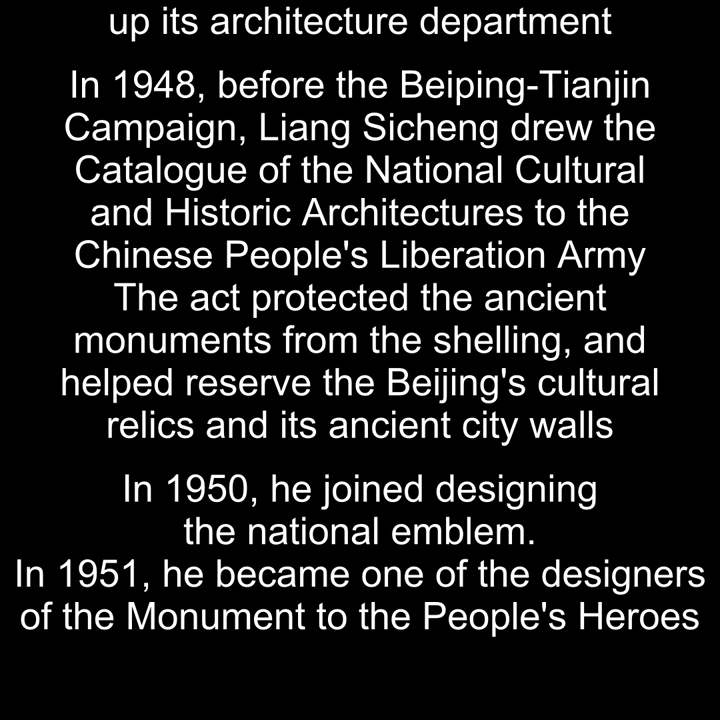 up its architecture department
In 1948, before the Beiping-Tianjin
Campaign, Liang Sicheng drew the
Catalogue of the National Cultural
and Historic Architectures to the
Chinese People's Liberation Army
The act protected the ancient
monuments from the shelling, and
helped reserve the Beijing's cultural
relics and its ancient city walls
In 1950, he joined designing
the national emblem.
In 1951, he became one of the designers
of the Monument to the People's Heroes